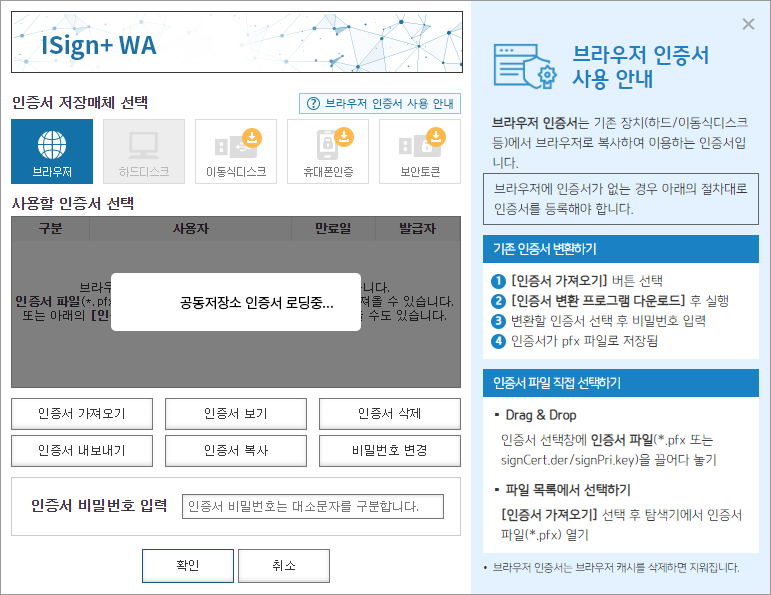 ISign+ WA
인증서 저장매체 선택
? 브라우저 인증서 사용 안내
브라우저
하드디스크
이동식디스크
휴대폰인증
보안토큰
사용할 인증서 선택
구분 사용자 만료일 발급자
브라우 니다.
인증서 파일(*.pfx 져올 수 있습니다.
또는 아래의 [인 수도 있습니다.
공동저장소 인증서 로딩중...
인증서 가져오기 인증서 보기 인증서 삭제
인증서 내보내기 인증서 복사 비밀번호 변경
인증서 비밀번호 입력 인증서 비밀번호는 대소문자를 구분합니다.
확인 취소
브라우저 인증서
사용 안내
브라우저 인증서는 기존 장치(하드/이동식디스크
등)에서 브라우저로 복사하여 이용하는 인증서입
니다.
브라우저에 인증서가 없는 경우 아래의 절차대로
인증서를 등록해야 합니다.
기존 인증서 변환하기
1 [인증서 가져오기] 버튼 선택
2 [인증서 변환 프로그램 다운로드] 후 실행
3 변환할 인증서 선택 후 비밀번호 입력
4 인증서가 pfx 파일로 저장됨
인증서 파일 직접 선택하기
• Drag & Drop
인증서 선택창에 인증서 파일(*.pfx 또는
signCert.der/signPri.key)을 끌어다 놓기
• 파일 목록에서 선택하기
[인증서 가져오기] 선택 후 탐색기에서 인증서
파일(*.pfx) 열기
• 브라우저 인증서는 브라우저 캐시를 삭제하면 지워집니다.